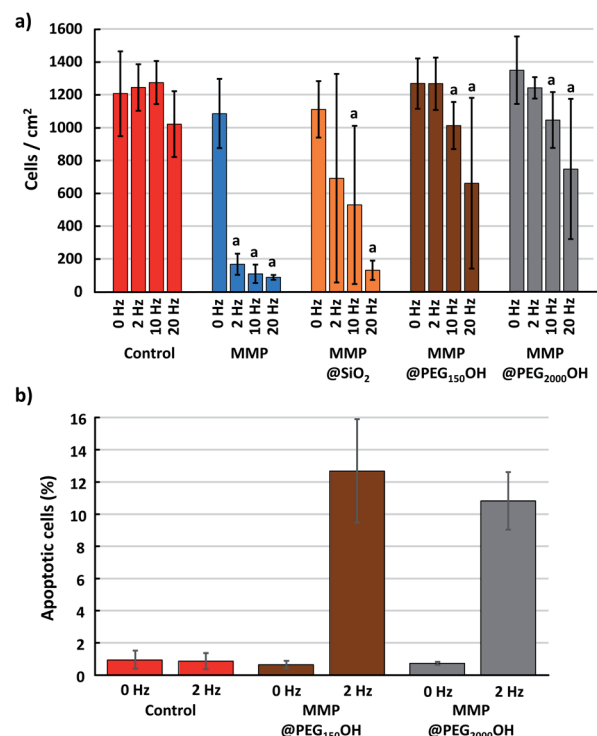 a)
1600
1400
1200
1000
800
600
400
200
0
Cells / cm²
a a a
a a
a a
a a
0 Hz 2 Hz 10 Hz 20 Hz 0 Hz 2 Hz 10 Hz 20 Hz 0 Hz 2 Hz 10 Hz 20 Hz 0 Hz 2 Hz 10 Hz 20 Hz 0 Hz 2 Hz 10 Hz 20 Hz
Control MMP MMP MMP MMP
@SiO₂ @PEG₁₅₀OH @PEG₂₀₀₀OH
b)
16
14
12
10
8
6
4
2
0
Apoptotic cells (%)
0 Hz 2 Hz 0 Hz 2 Hz 0 Hz 2 Hz
Control MMP MMP
@PEG₁₅₀OH @PEG₂₀₀₀OH